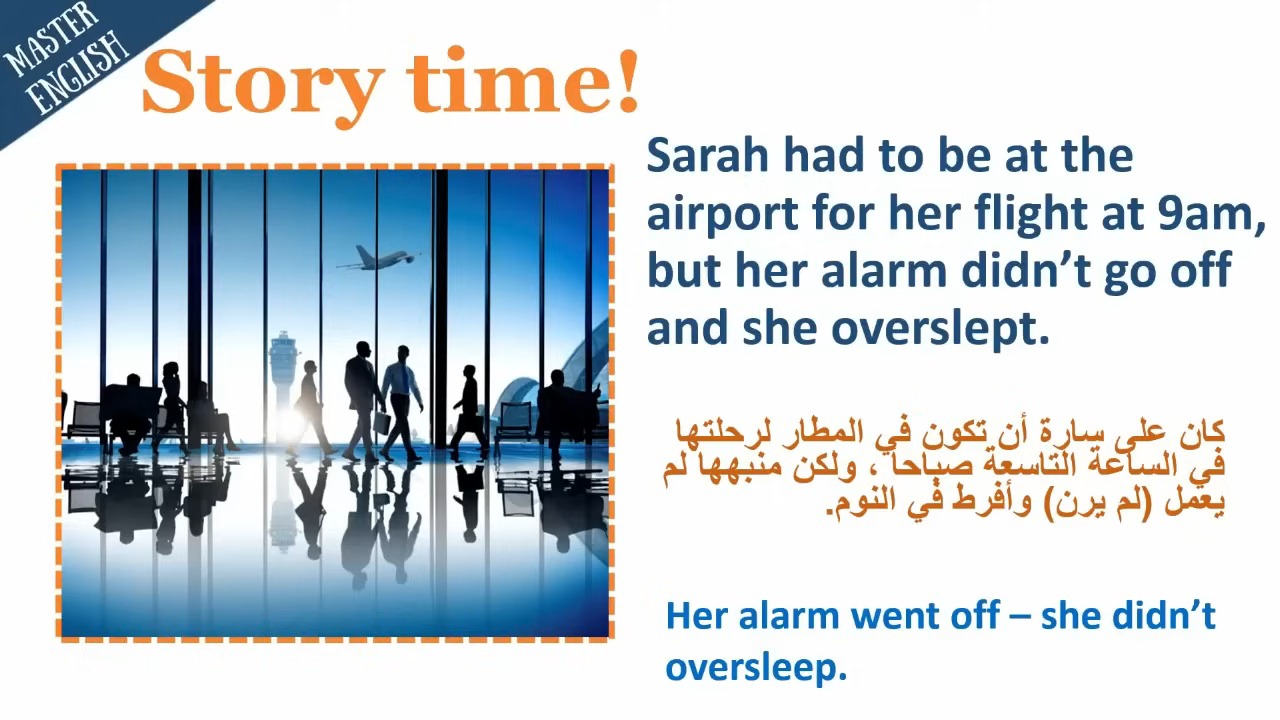 MASTER
ENGLISH
Story time!
Sarah had to be at the
airport for her flight at 9am,
but her alarm didn’t go off
and she overslept.
كان على سارة أن تكون في المطار لرحلتها
في الساعة التاسعة صباحا ، ولكن منبهها لم
يعمل (لم يرن) وأفرط في النوم.
Her alarm went off – she didn’t
oversleep.